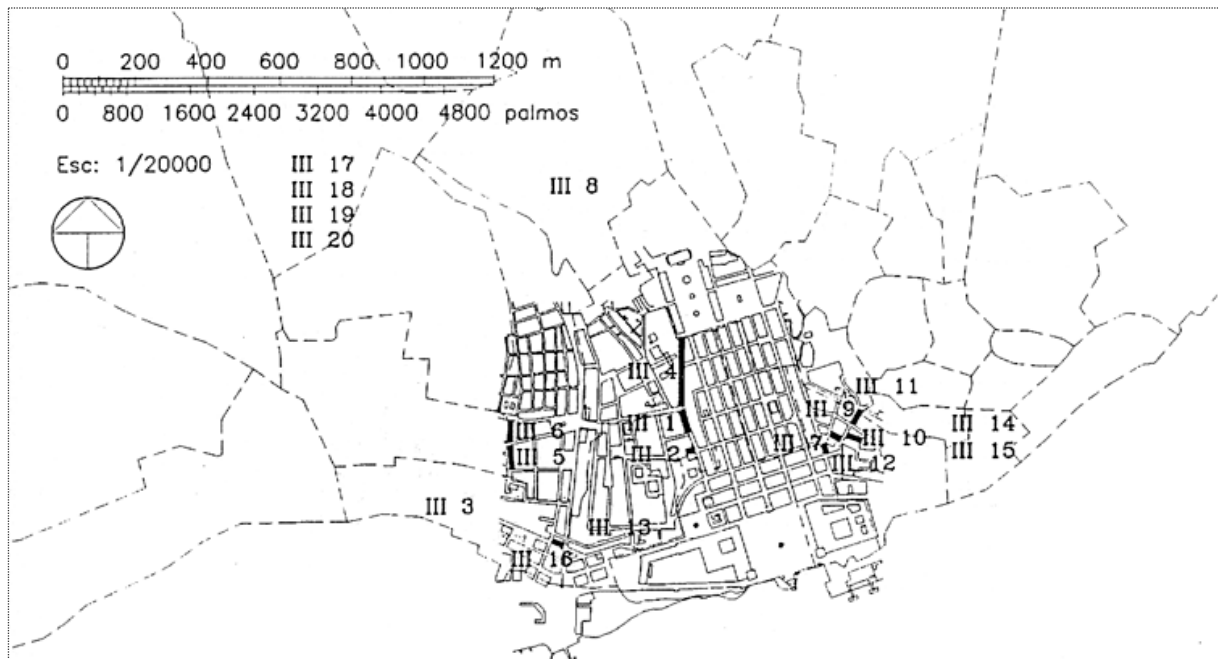 0 200 400 600 800 1000 1200 m
0 800 1600 2400 3200 4000 4800 palmos
Esc: 1/20000
III 17
III 18
III 19
III 20
III 8
III 4
III 11
III 9
III 1
III 14
III 6
III 10
III 7
III 2
III 15
III 5
III 12
III 3
III 13
III 16